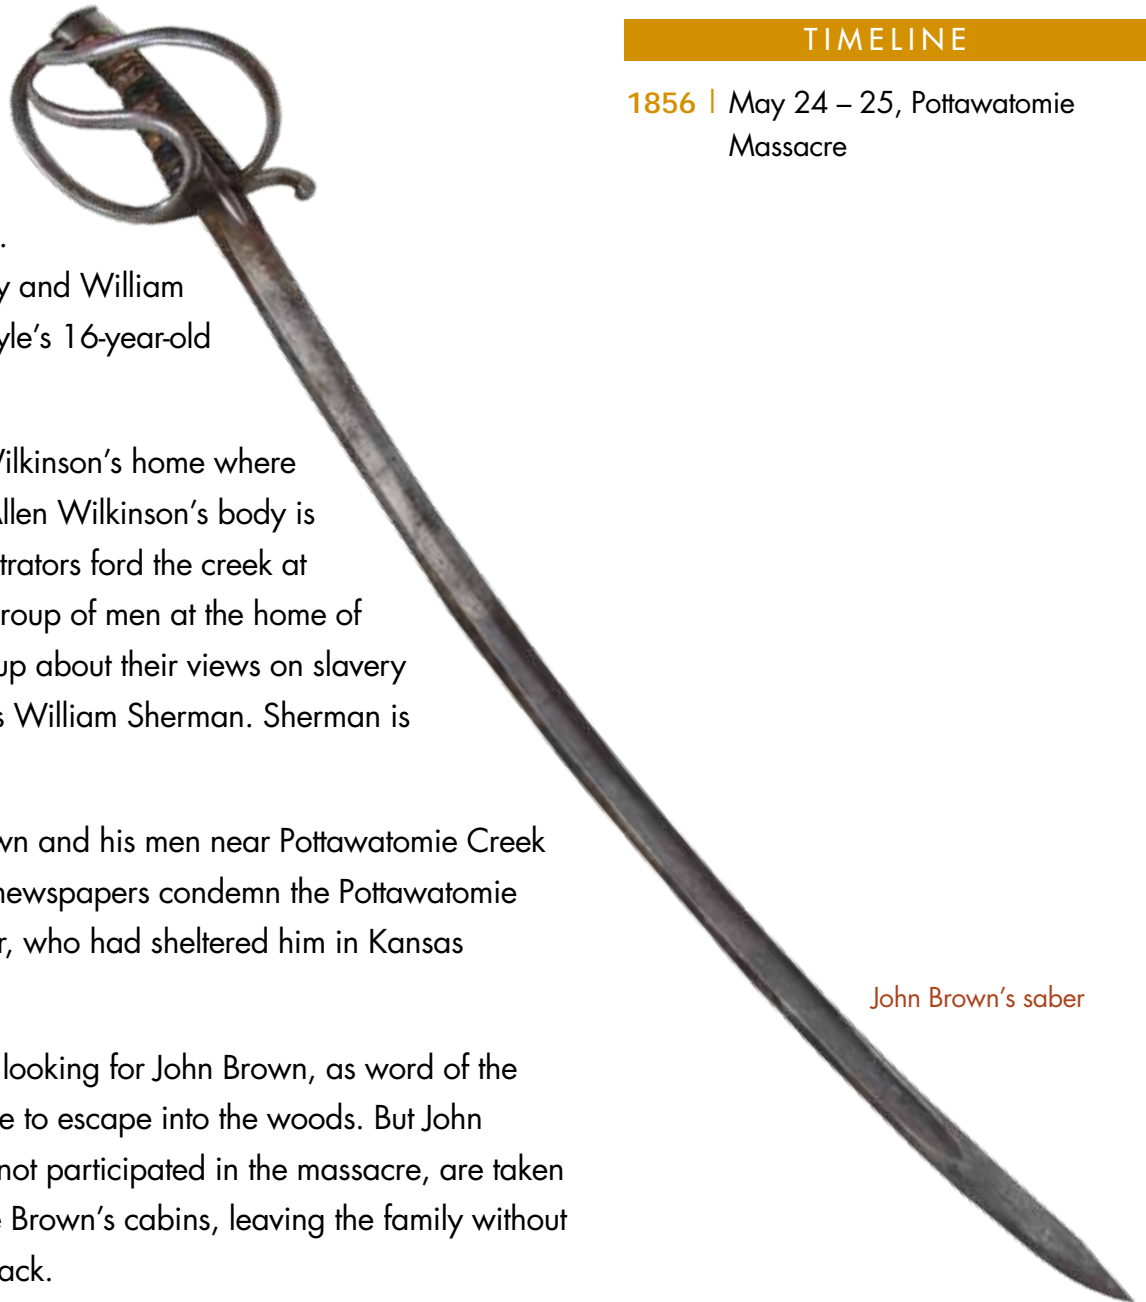 TIMELINE
1856 | May 24 – 25, Pottawatomie
Massacre
.
y and William
yle’s 16-year-old
Wilkinson’s home where
Allen Wilkinson’s body is
trators ford the creek at
roup of men at the home of
up about their views on slavery
s William Sherman. Sherman is
wn and his men near Pottawatomie Creek
newspapers condemn the Pottawatomie
r, who had sheltered him in Kansas
looking for John Brown, as word of the
e to escape into the woods. But John
not participated in the massacre, are taken
e Brown’s cabins, leaving the family without
ack.
John Brown’s saber